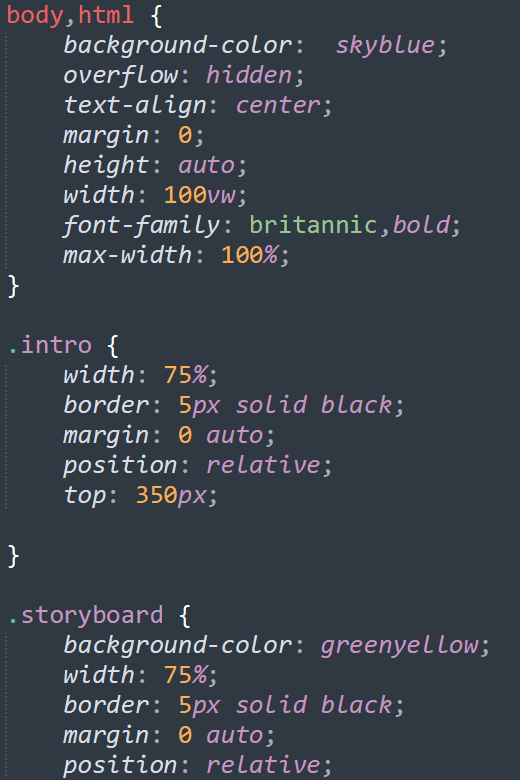 body,html {
    background-color:  skyblue;
    overflow: hidden;
    text-align: center;
    margin: 0;
    height: auto;
    width: 100vw;
    font-family: britannic,bold;
    max-width: 100%;
}

.intro {
    width: 75%;
    border: 5px solid black;
    margin: 0 auto;
    position: relative;
    top: 350px;

}

.storyboard {
    background-color: greenyellow;
    width: 75%;
    border: 5px solid black;
    margin: 0 auto;
    position: relative;